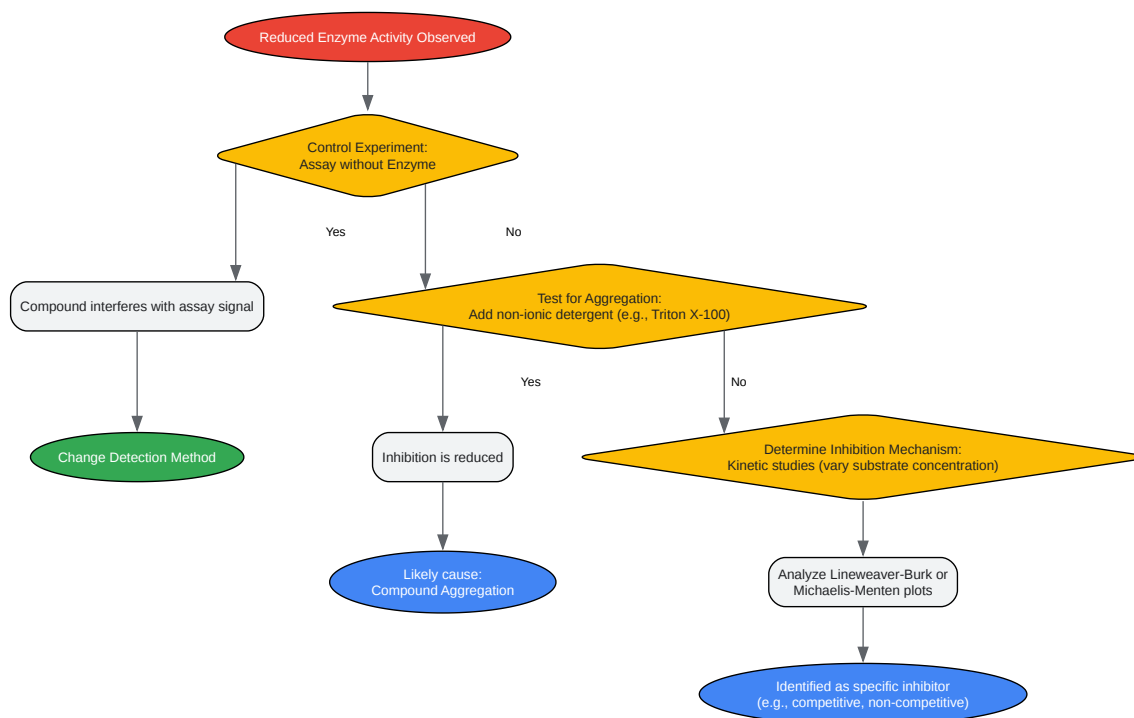 Reduced Enzyme Activity Observed
Control Experiment:
Assay without Enzyme
Yes
No
Compound interferes with assay signal
Test for Aggregation:
Add non-ionic detergent (e.g., Triton X-100)
Yes
No
Change Detection Method
Inhibition is reduced
Determine Inhibition Mechanism:
Kinetic studies (vary substrate concentration)
Likely cause:
Compound Aggregation
Analyze Lineweaver-Burk or
Michaelis-Menten plots
Identified as specific inhibitor
(e.g., competitive, non-competitive)